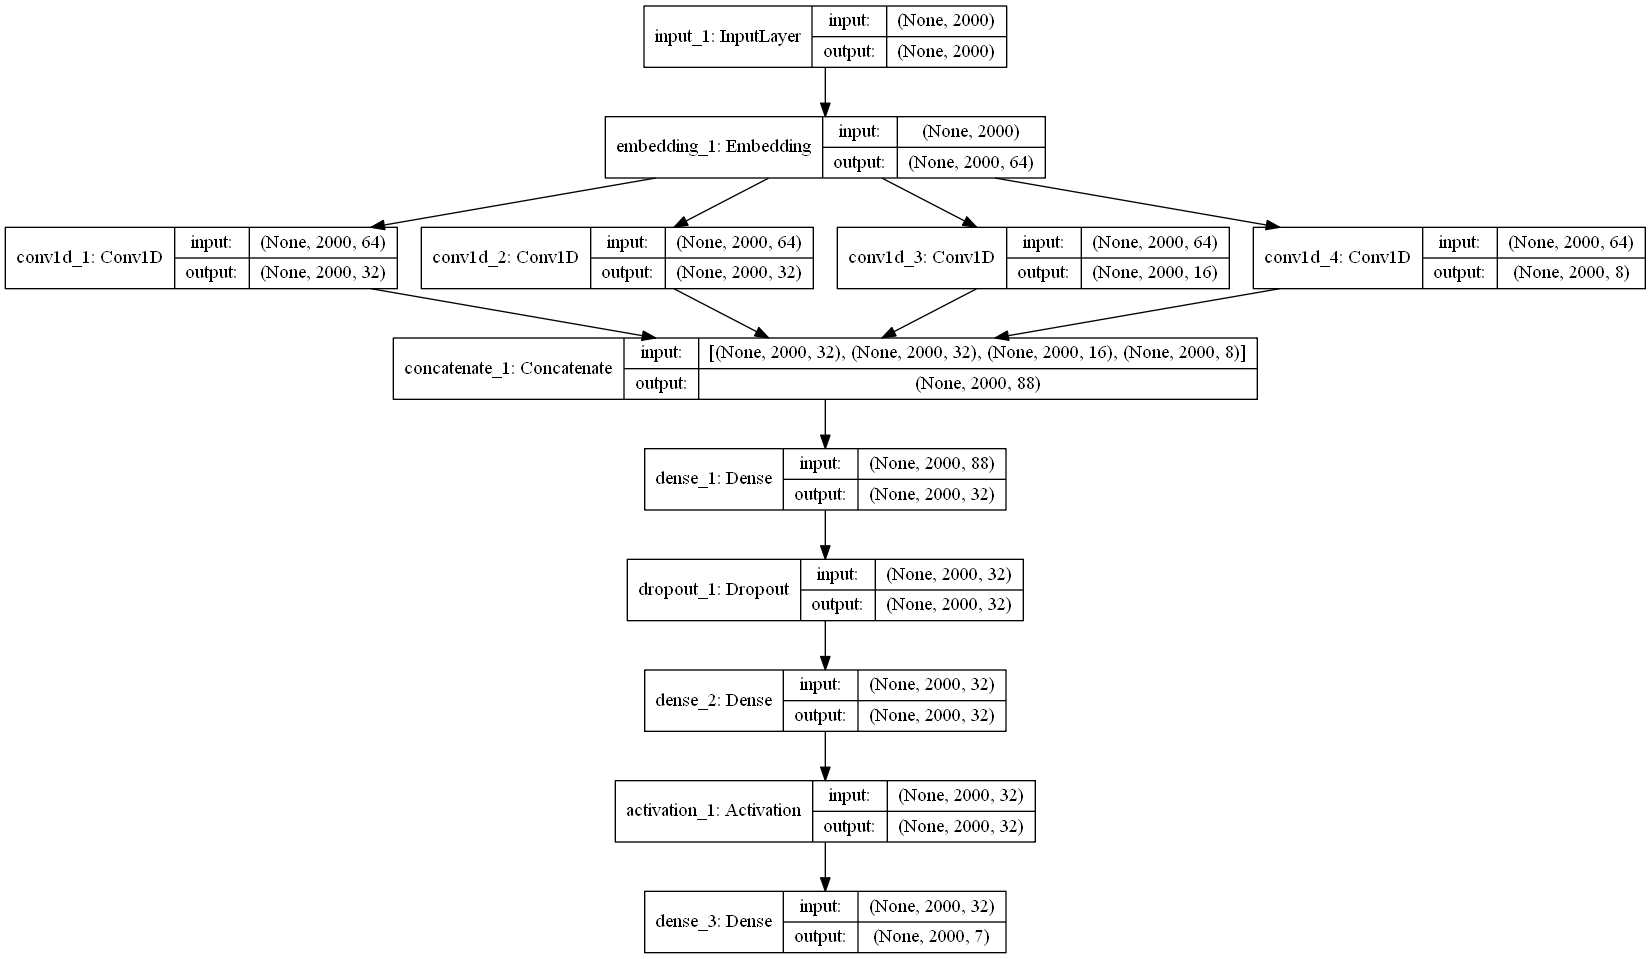 input_1: InputLayer
input:
(None, 2000)
output:
(None, 2000)
embedding_1: Embedding
input:
(None, 2000)
output:
(None, 2000, 64)
conv1d_1: Conv1D
input:
(None, 2000, 64)
output:
(None, 2000, 32)
conv1d_2: Conv1D
input:
(None, 2000, 64)
output:
(None, 2000, 32)
conv1d_3: Conv1D
input:
(None, 2000, 64)
output:
(None, 2000, 16)
conv1d_4: Conv1D
input:
(None, 2000, 64)
output:
(None, 2000, 8)
concatenate_1: Concatenate
input:
[(None, 2000, 32), (None, 2000, 32), (None, 2000, 16), (None, 2000, 8)]
output:
(None, 2000, 88)
dense_1: Dense
input:
(None, 2000, 88)
output:
(None, 2000, 32)
dropout_1: Dropout
input:
(None, 2000, 32)
output:
(None, 2000, 32)
dense_2: Dense
input:
(None, 2000, 32)
output:
(None, 2000, 32)
activation_1: Activation
input:
(None, 2000, 32)
output:
(None, 2000, 32)
dense_3: Dense
input:
(None, 2000, 32)
output:
(None, 2000, 7)